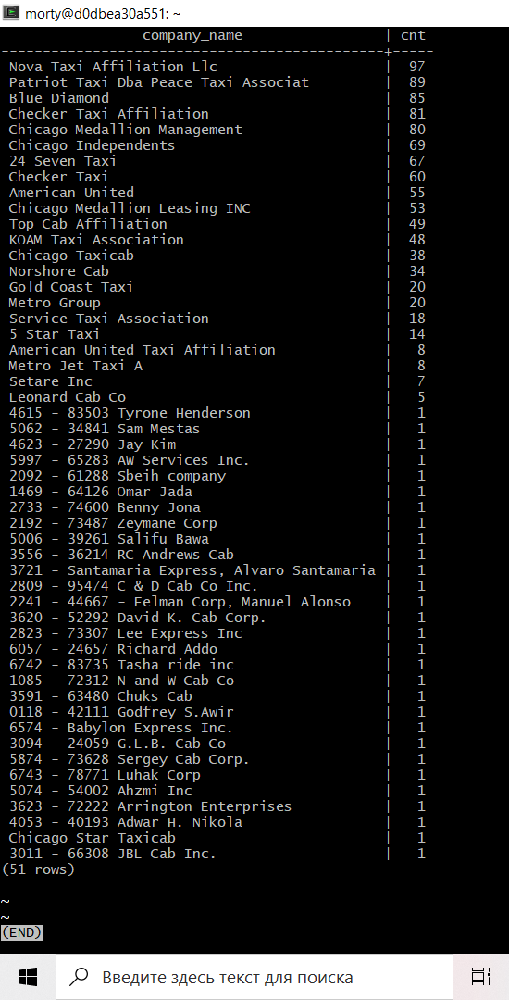 morty@d0dbea30a551: ~
company_name | cnt
----------------------------------------------+-----
Nova Taxi Affiliation Llc | 97
Patriot Taxi Dba Peace Taxi Associat | 89
Blue Diamond | 85
Checker Taxi Affiliation | 81
Chicago Medallion Management | 80
Chicago Independents | 69
24 Seven Taxi | 67
Checker Taxi | 60
American United | 55
Chicago Medallion Leasing INC | 53
Top Cab Affiliation | 49
KOAM Taxi Association | 48
Chicago Taxicab | 38
Norshore Cab | 34
Gold Coast Taxi | 20
Metro Group | 20
Service Taxi Association | 18
5 Star Taxi | 14
American United Taxi Affiliation | 8
Metro Jet Taxi A | 8
Setare Inc | 7
Leonard Cab Co | 5
4615 - 83503 Tyrone Henderson | 1
5062 - 34841 Sam Mestas | 1
4623 - 27290 Jay Kim | 1
5997 - 65283 AW Services Inc. | 1
2092 - 61288 Sbeih company | 1
1469 - 64126 Omar Jada | 1
2733 - 74600 Benny Jona | 1
2192 - 73487 Zeymane Corp | 1
5006 - 39261 Salifu Bawa | 1
3556 - 36214 RC Andrews Cab | 1
3721 - Santamaria Express, Alvaro Santamaria | 1
2809 - 95474 C & D Cab Co Inc. | 1
2241 - 44667 - Felman Corp, Manuel Alonso | 1
3620 - 52292 David K. Cab Corp. | 1
2823 - 73307 Lee Express Inc | 1
6057 - 24657 Richard Addo | 1
6742 - 83735 Tasha ride inc | 1
1085 - 72312 N and W Cab Co | 1
3591 - 63480 Chuks Cab | 1
0118 - 42111 Godfrey S.Awir | 1
6574 - Babylon Express Inc. | 1
3094 - 24059 G.L.B. Cab Co | 1
5874 - 73628 Sergey Cab Corp. | 1
6743 - 78771 Luhak Corp | 1
5074 - 54002 Ahzmi Inc | 1
3623 - 72222 Arrington Enterprises | 1
4053 - 40193 Adwar H. Nikola | 1
Chicago Star Taxicab | 1
3011 - 66308 JBL Cab Inc. | 1
(51 rows)
~
~
(END)
Введите здесь текст для поиска